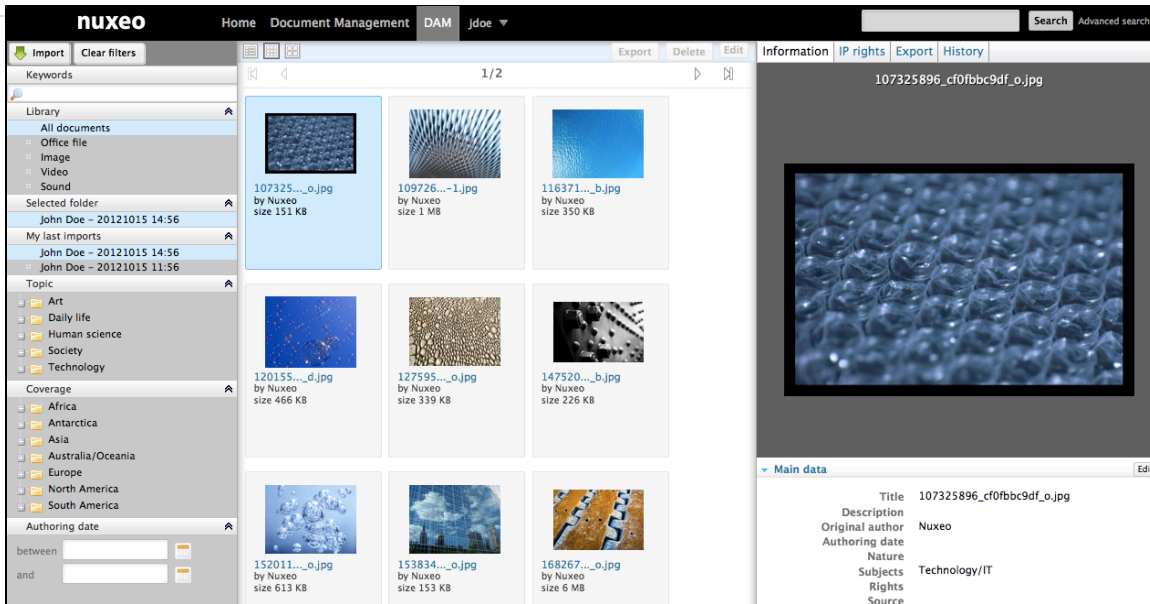 nuxeo
Home Document Management DAM jdoe
Search Advanced search
Import Clear filters
Keywords
Library
All documents
Office file
Image
Video
Sound
Selected folder
John Doe - 20121015 14:56
My last imports
John Doe - 20121015 14:56
John Doe - 20121015 11:56
Topic
Art
Daily life
Human science
Society
Technology
Coverage
Africa
Antarctica
Asia
Australia/Oceania
Europe
North America
South America
Authoring date
between
and
Export Delete Edit
1/2
107325..._o.jpg
by Nuxeo
size 151 KB
109726...-1.jpg
by Nuxeo
size 1 MB
116371..._b.jpg
by Nuxeo
size 350 KB
120155..._d.jpg
by Nuxeo
size 466 KB
127595..._o.jpg
by Nuxeo
size 339 KB
147520..._b.jpg
by Nuxeo
size 226 KB
152011..._o.jpg
by Nuxeo
size 613 KB
153834..._o.jpg
by Nuxeo
size 153 KB
168267..._o.jpg
by Nuxeo
size 6 MB
Information IP rights Export History
107325896_cf0fbbc9df_o.jpg
Main data Edi
Title 107325896_cf0fbbc9df_o.jpg
Description
Original author Nuxeo
Authoring date
Nature
Subjects Technology/IT
Rights
Source